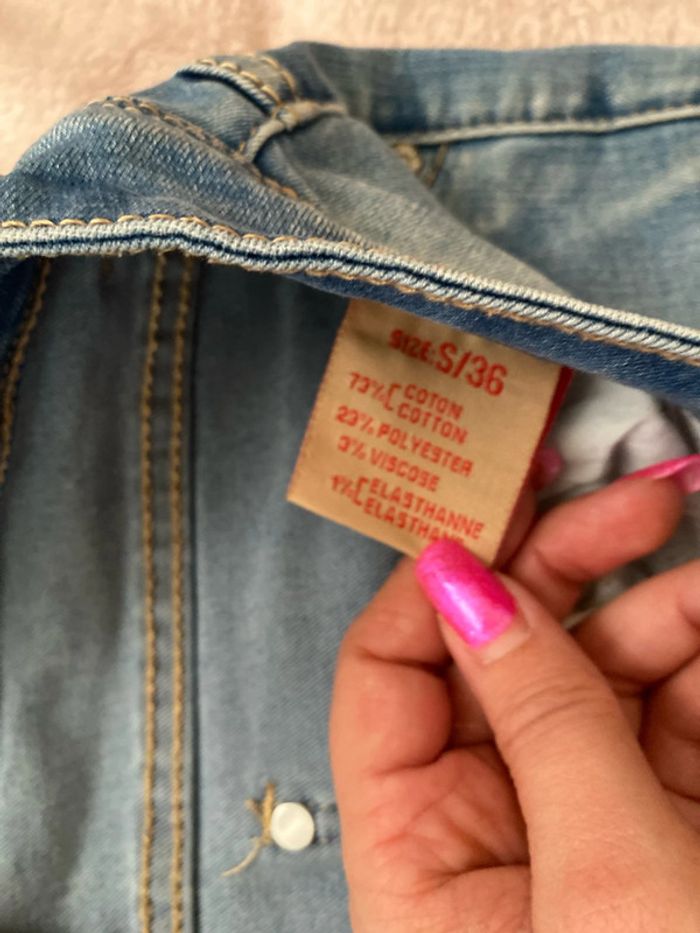 SIZE: S/36
73% COTON
COTTON
23% POLYESTER
3% VISCOSE
1% ELASTHANNE